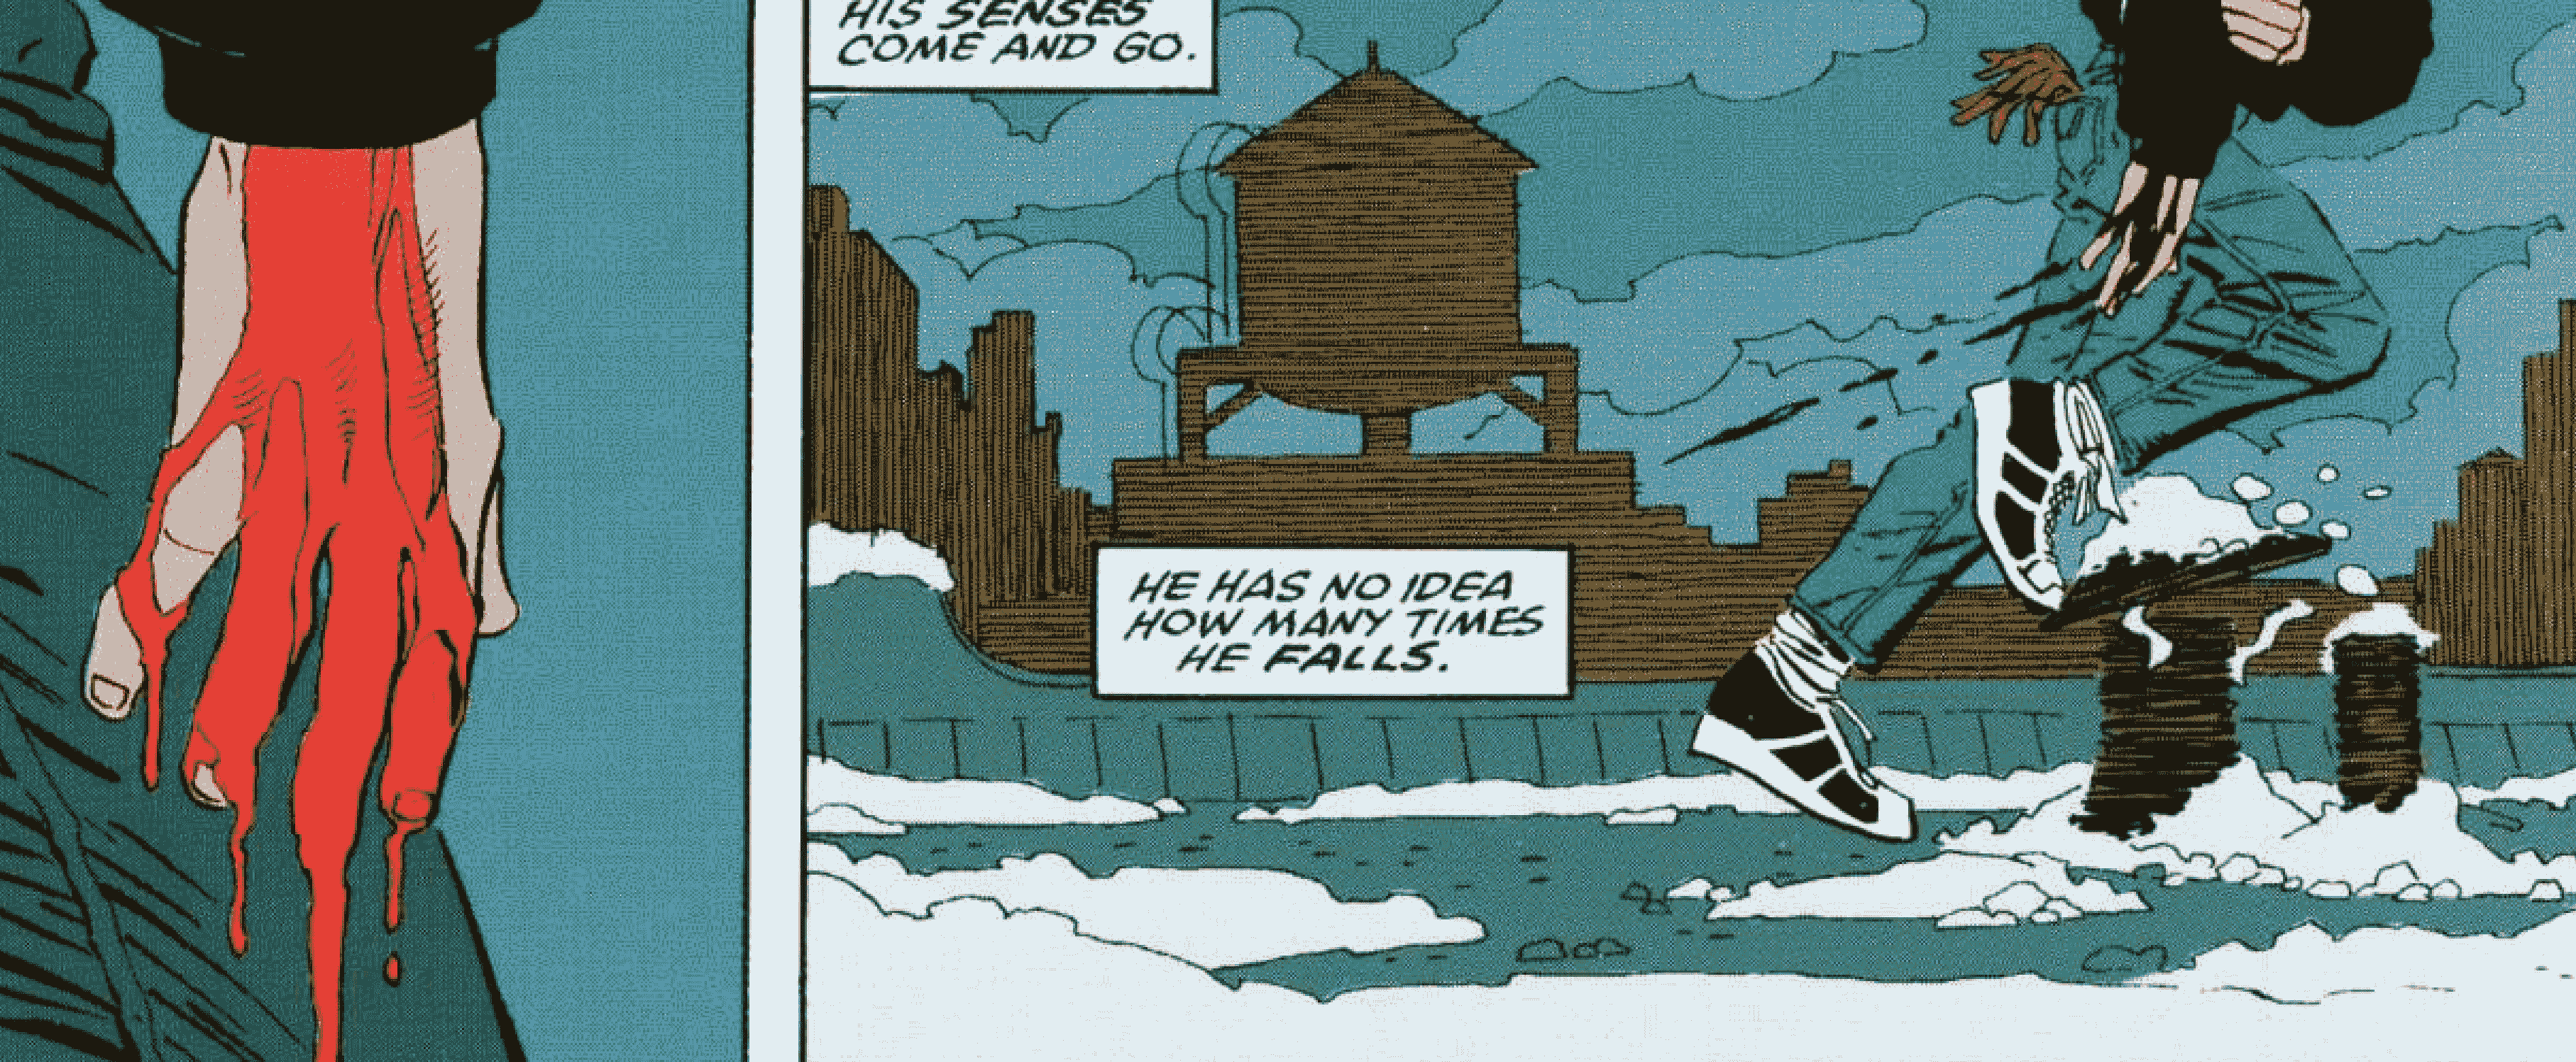 HIS SENSES
COME AND GO.
HE HAS NO IDEA
HOW MANY TIMES
HE FALLS.